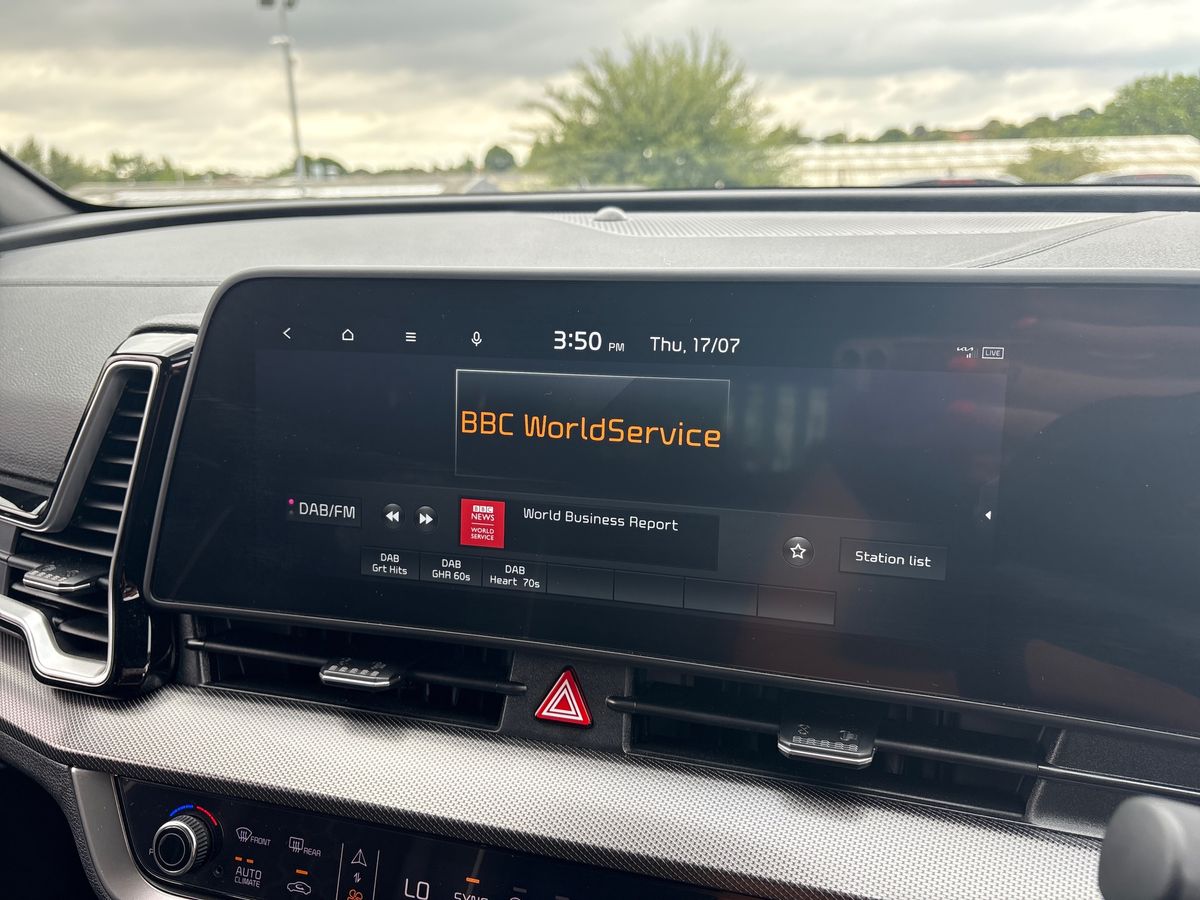 3:50 PM Thu, 17/07
LIVE
BBC WorldService
DAB/FM
BBC
NEWS
WORLD
SERVICE
World Business Report
Station list
DAB
Grt Hits
DAB
GHR 60s
DAB
Heart 70s
FRONT
REAR
AUTO
CLIMATE
LO
SYNC